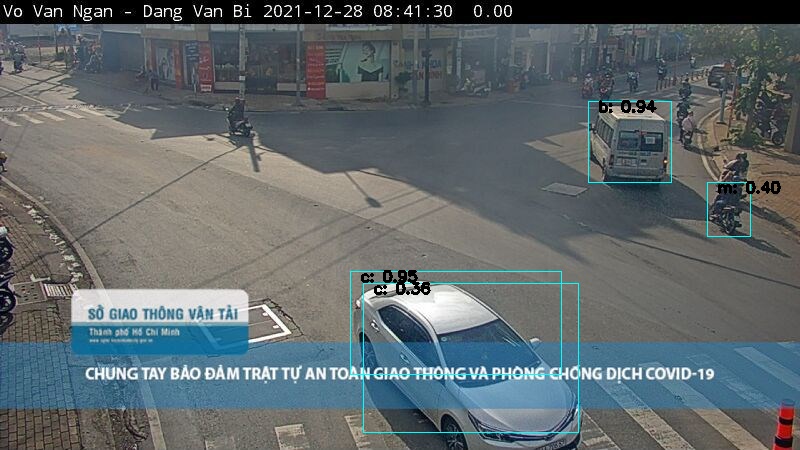 Vo Van Ngan - Dang Van Bi 2021-12-28 08:41:30 0.00
b: 0.94
m: 0.40
c: 0.95
c: 0.36
SỞ GIAO THÔNG VẬN TẢI
Thành phố Hồ Chí Minh
CHUNG TAY BẢO ĐẢM TRẬT TỰ AN TOÀN GIAO THÔNG VÀ PHÒNG CHỐNG DỊCH COVID-19